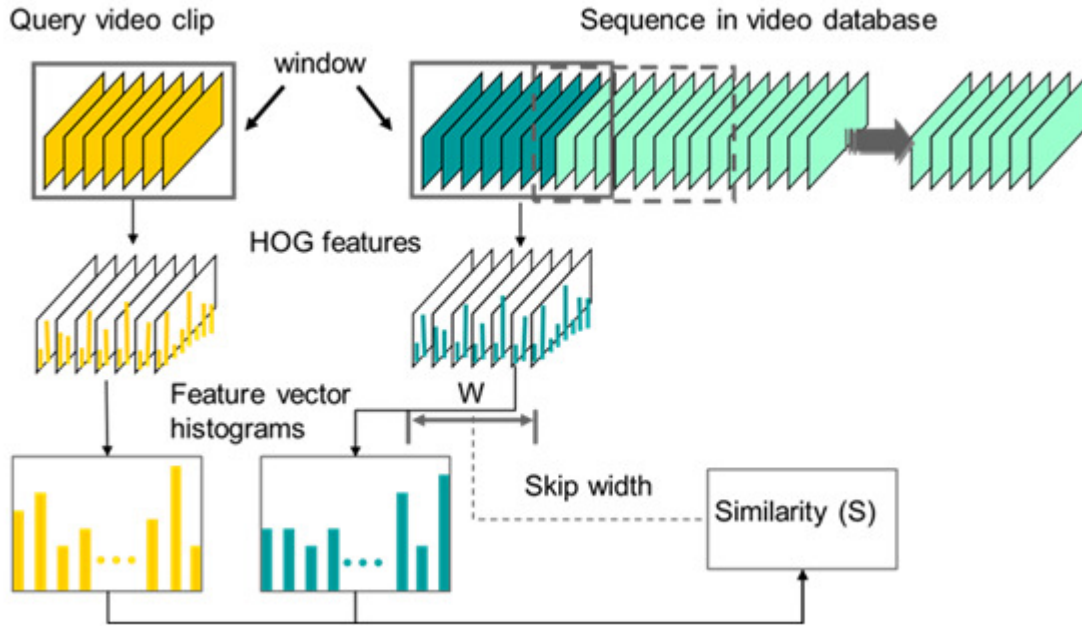 Query video clip
Sequence in video database
window
HOG features
Feature vector
histograms
W
Skip width
Similarity (S)